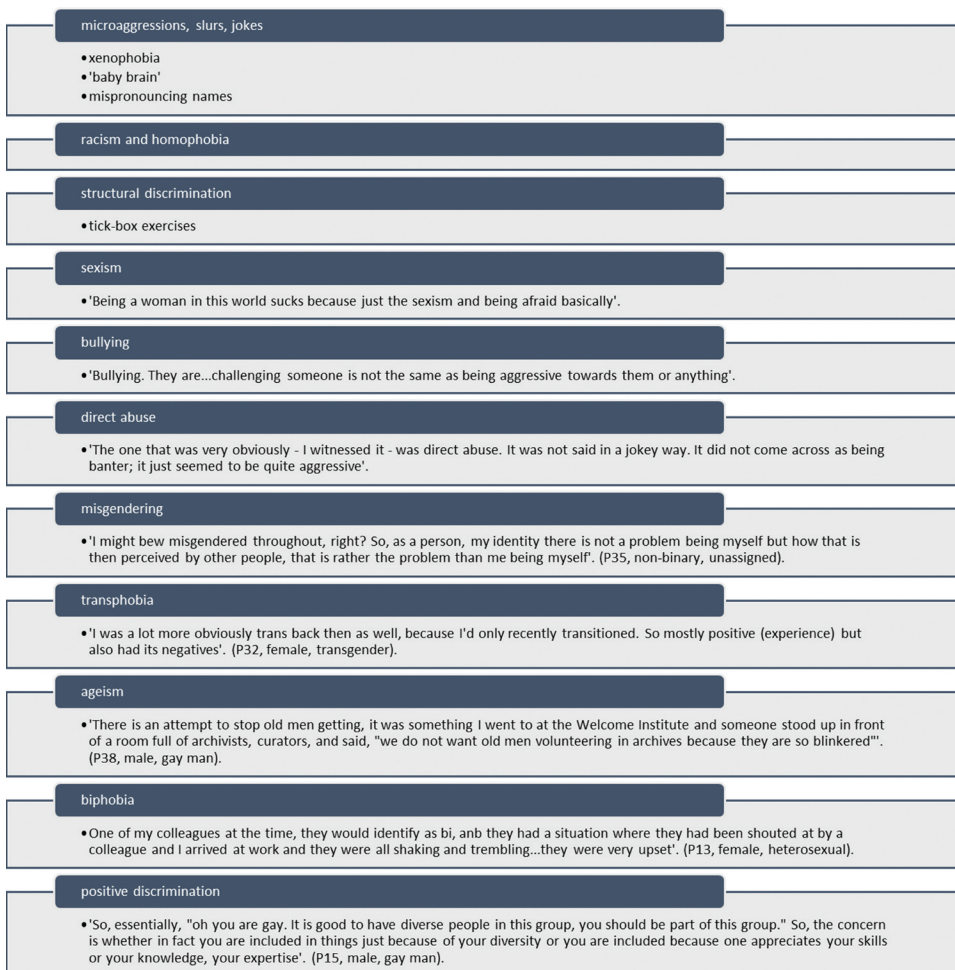 microaggressions, slurs, jokes
•xenophobia
•'baby brain'
•mispronouncing names
racism and homophobia
structural discrimination
•tick-box exercises
sexism
•'Being a woman in this world sucks because just the sexism and being afraid basically'.
bullying
•'Bullying. They are...challenging someone is not the same as being aggressive towards them or anything'.
direct abuse
•'The one that was very obviously - I witnessed it - was direct abuse. It was not said in a jokey way. It did not come across as being
banter; it just seemed to be quite aggressive'.
misgendering
•'I might bew misgendered throughout, right? So, as a person, my identity there is not a problem being myself but how that is
then perceived by other people, that is rather the problem than me being myself'. (P35, non-binary, unassigned).
transphobia
•'I was a lot more obviously trans back then as well, because I'd only recently transitioned. So mostly positive (experience) but
also had its negatives'. (P32, female, transgender).
ageism
•'There is an attempt to stop old men getting, it was something I went to at the Welcome Institute and someone stood up in front
of a room full of archivists, curators, and said, "we do not want old men volunteering in archives because they are so blinkered"'.
(P38, male, gay man).
biphobia
•One of my colleagues at the time, they would identify as bi, anb they had a situation where they had been shouted at by a
colleague and I arrived at work and they were all shaking and trembling...they were very upset'. (P13, female, heterosexual).
positive discrimination
•'So, essentially, "oh you are gay. It is good to have diverse people in this group, you should be part of this group." So, the concern
is whether in fact you are included in things just because of your diversity or you are included because one appreciates your skills
or your knowledge, your expertise'. (P15, male, gay man).